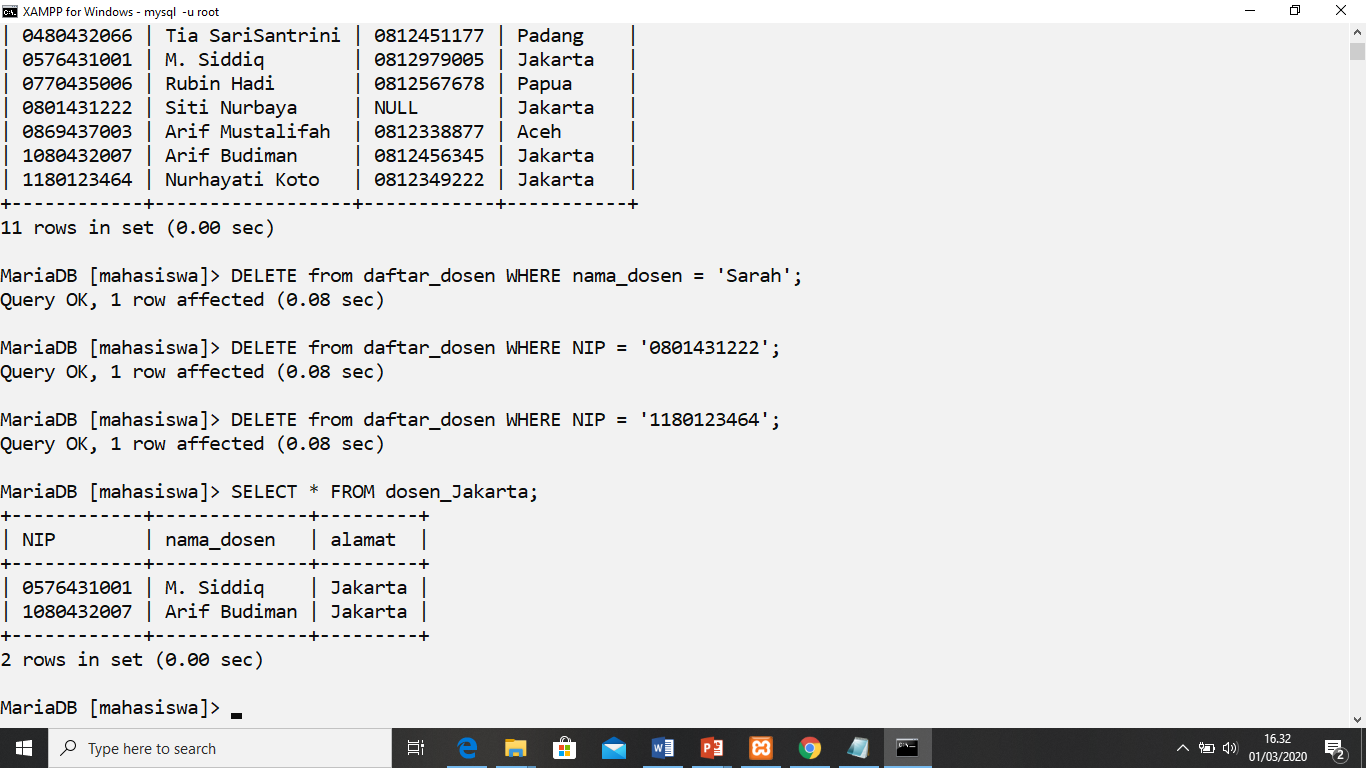 XAMPP for Windows - mysql  -u root
| 0480432066 | Tia SariSantrini | 0812451177 | Padang    |
| 0576431001 | M. Siddiq        | 0812979005 | Jakarta   |
| 0770435006 | Rubin Hadi       | 0812567678 | Papua     |
| 0801431222 | Siti Nurbaya     | NULL       | Jakarta   |
| 0869437003 | Arif Mustalifah  | 0812338877 | Aceh      |
| 1080432007 | Arif Budiman     | 0812456345 | Jakarta   |
| 1180123464 | Nurhayati Koto   | 0812349222 | Jakarta   |
+------------+------------------+------------+-----------+
11 rows in set (0.00 sec)
MariaDB [mahasiswa]> DELETE from daftar_dosen WHERE nama_dosen = 'Sarah';
Query OK, 1 row affected (0.08 sec)
MariaDB [mahasiswa]> DELETE from daftar_dosen WHERE NIP = '0801431222';
Query OK, 1 row affected (0.08 sec)
MariaDB [mahasiswa]> DELETE from daftar_dosen WHERE NIP = '1180123464';
Query OK, 1 row affected (0.08 sec)
MariaDB [mahasiswa]> SELECT * FROM dosen_Jakarta;
+------------+--------------+---------+
| NIP        | nama_dosen   | alamat  |
+------------+--------------+---------+
| 0576431001 | M. Siddiq    | Jakarta |
| 1080432007 | Arif Budiman | Jakarta |
+------------+--------------+---------+
2 rows in set (0.00 sec)
MariaDB [mahasiswa]>
Type here to search
16.32
01/03/2020
2